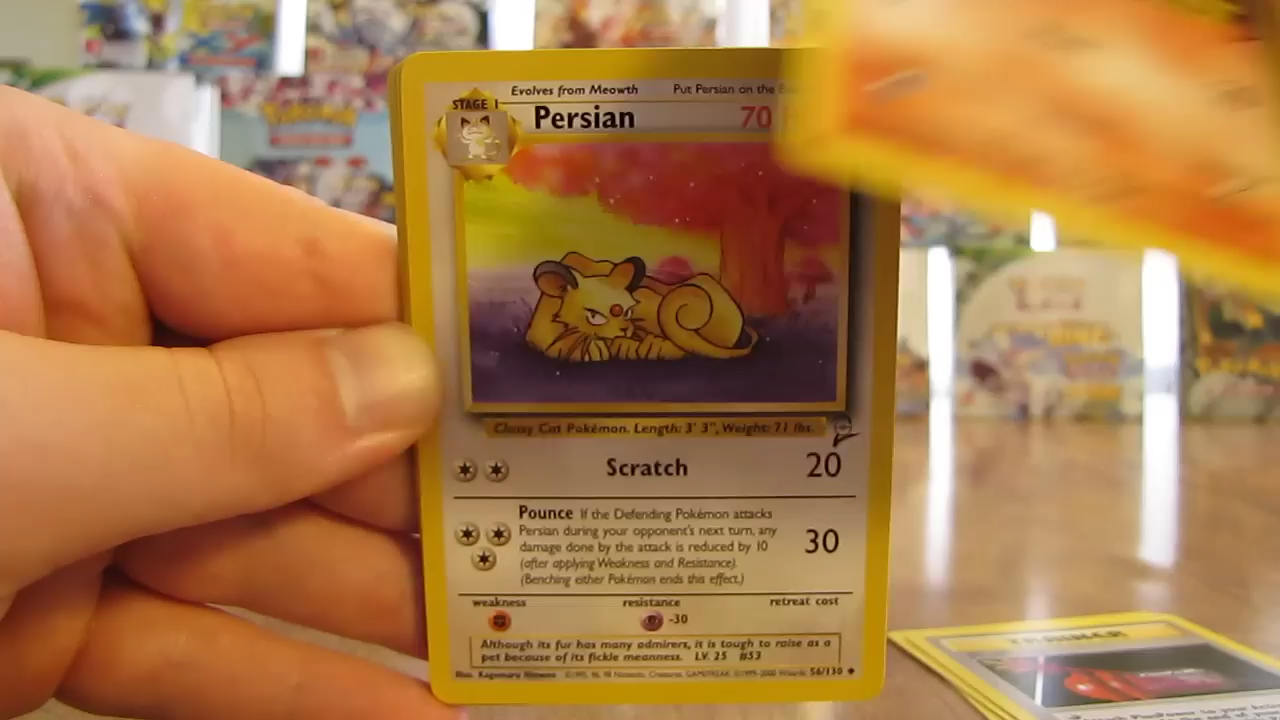 Evolves from Meowth Put Persian on the
STAGE 1
Persian 70
Classy Cat Pokémon. Length: 3' 3", Weight: 71 lbs.
Scratch 20
Pounce If the Defending Pokémon attacks
Persian during your opponent's next turn, any
damage done by the attack is reduced by 10
(after applying Weakness and Resistance).
(Benching either Pokémon ends this effect.)
30
weakness resistance retreat cost
-30
Although its fur has many admirers, it is tough to raise as a
pet because of its fickle meanness. LV. 25 #53
56/130
TRAINER